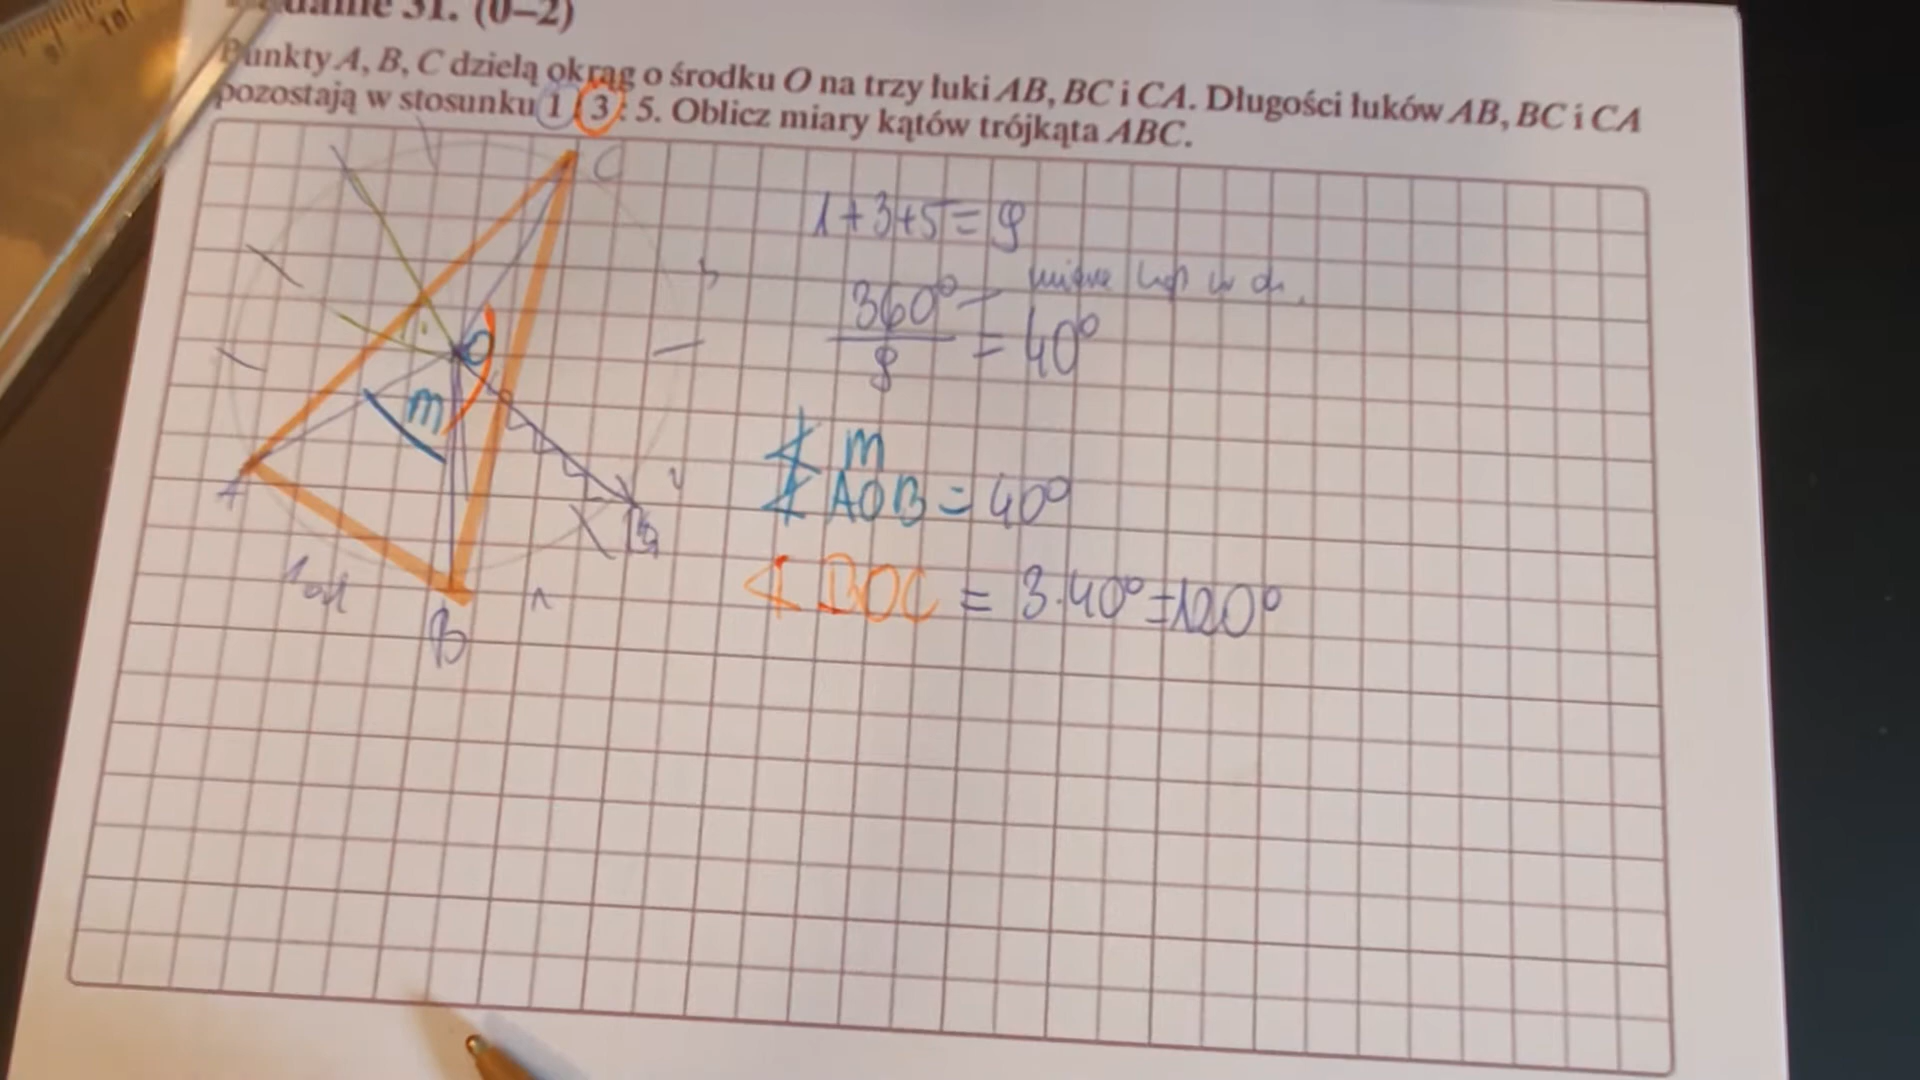 Zadanie 31. (0–2)
Punkty A, B, C dzielą okrąg o środku O na trzy łuki AB, BC i CA. Długości łuków AB, BC i CA
pozostają w stosunku 1 : 3 : 5. Oblicz miary kątów trójkąta ABC.
C
1+3+5=9
360°
9
= 40°
O
m
∢ m
∢ AOB = 40°
A
∢ BOC = 3·40°=120°
B